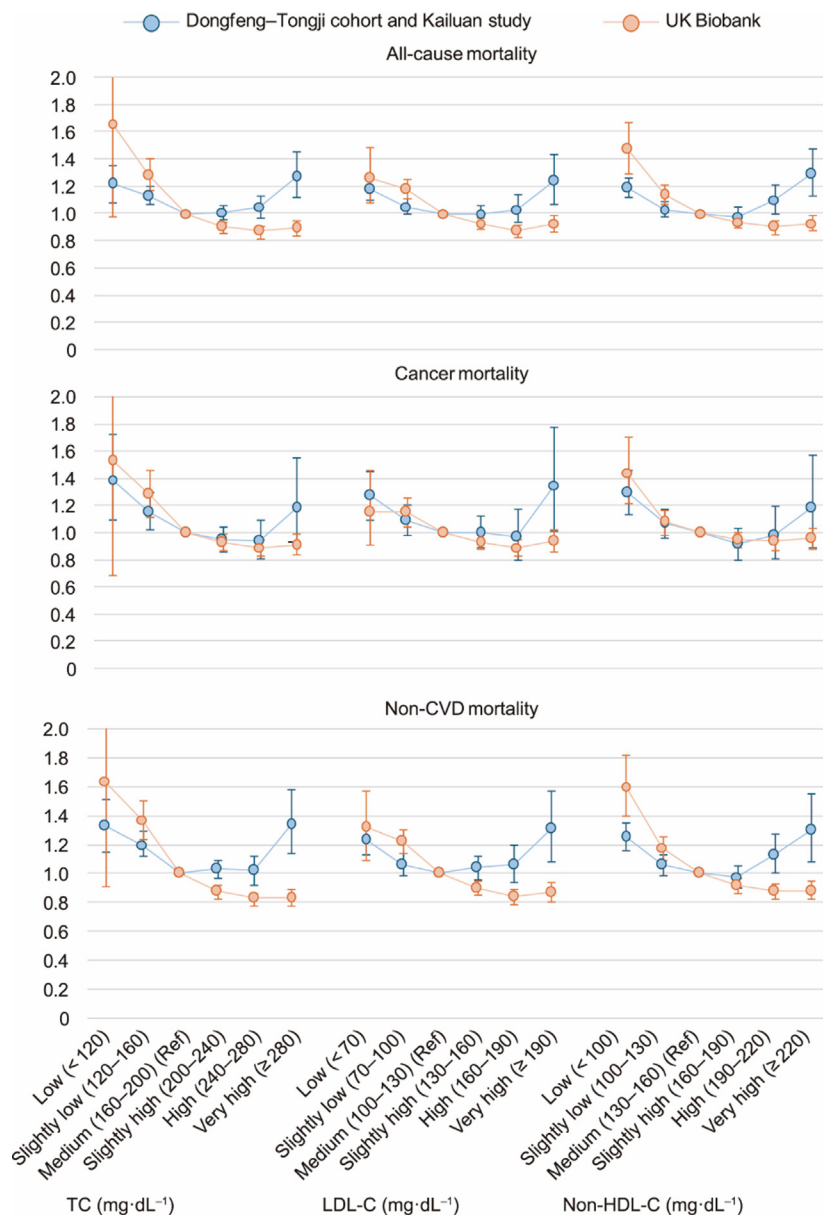 Dongfeng–Tongji cohort and Kailuan study
UK Biobank
All-cause mortality
2.0
1.8
1.6
1.4
1.2
1.0
0.8
0.6
0.4
0.2
0
Cancer mortality
2.0
1.8
1.6
1.4
1.2
1.0
0.8
0.6
0.4
0.2
0
Non-CVD mortality
2.0
1.8
1.6
1.4
1.2
1.0
0.8
0.6
0.4
0.2
0
Low (< 120)
Slightly low (120–160)
Medium (160–200) (Ref)
Slightly high (200–240)
High (240–280)
Very high (≥ 280)
Low (< 70)
Slightly low (70–100)
Medium (100–130) (Ref)
Slightly high (130–160)
High (160–190)
Very high (≥ 190)
Low (< 100)
Slightly low (100–130)
Medium (130–160) (Ref)
Slightly high (160–190)
High (190–220)
Very high (≥ 220)
TC (mg·dL⁻¹)
LDL-C (mg·dL⁻¹)
Non-HDL-C (mg·dL⁻¹)